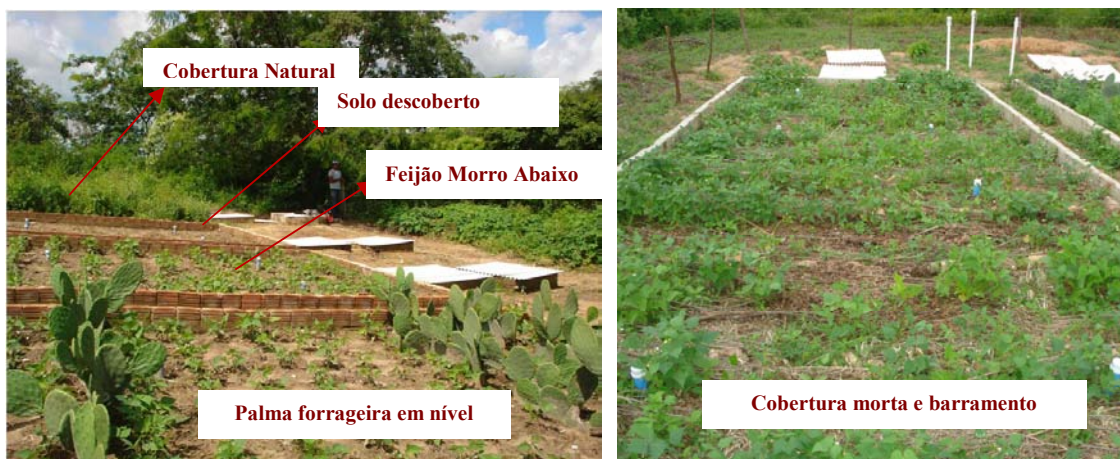 Cobertura Natural
Solo descoberto
Feijão Morro Abaixo
Palma forrageira em nível
Cobertura morta e barramento